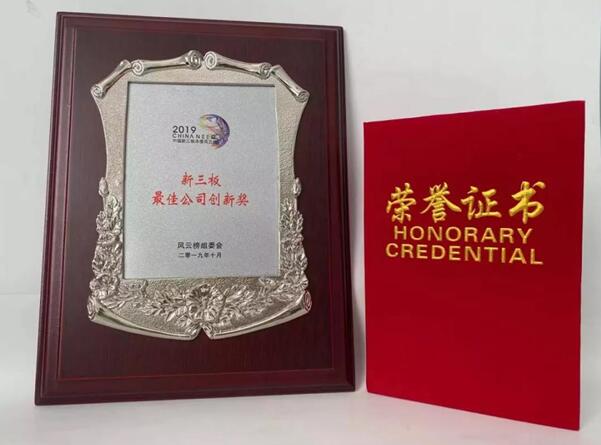 2019
CHINA NEEQ
新三板
最佳公司创新奖
风云榜组委会
二零一九年十月
荣誉证书
HONORARY
CREDENTIAL